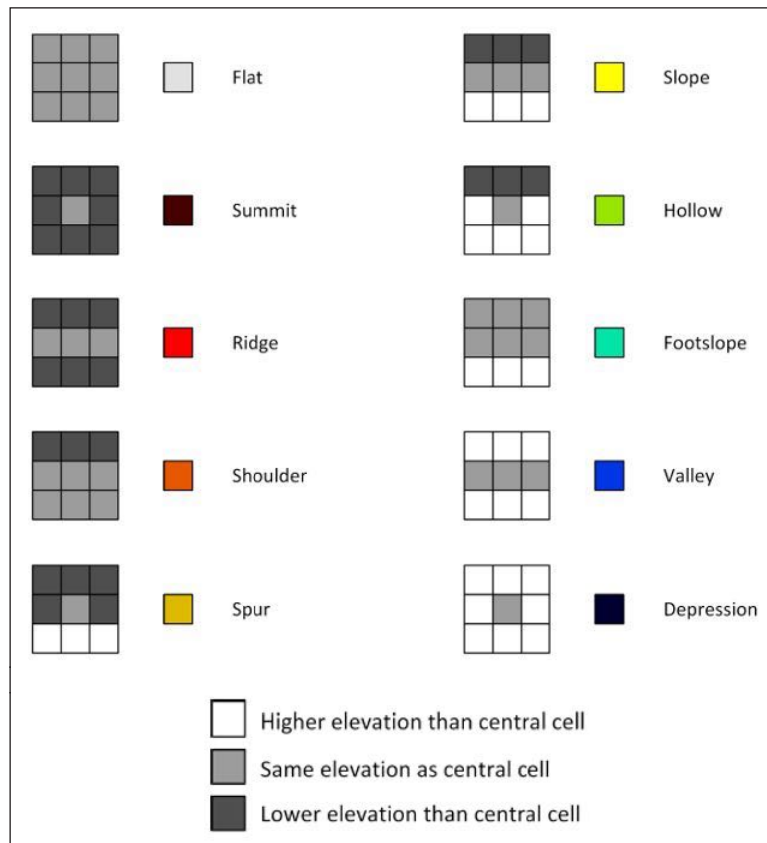 Flat
Slope
Summit
Hollow
Ridge
Footslope
Shoulder
Valley
Spur
Depression
Higher elevation than central cell
Same elevation as central cell
Lower elevation than central cell